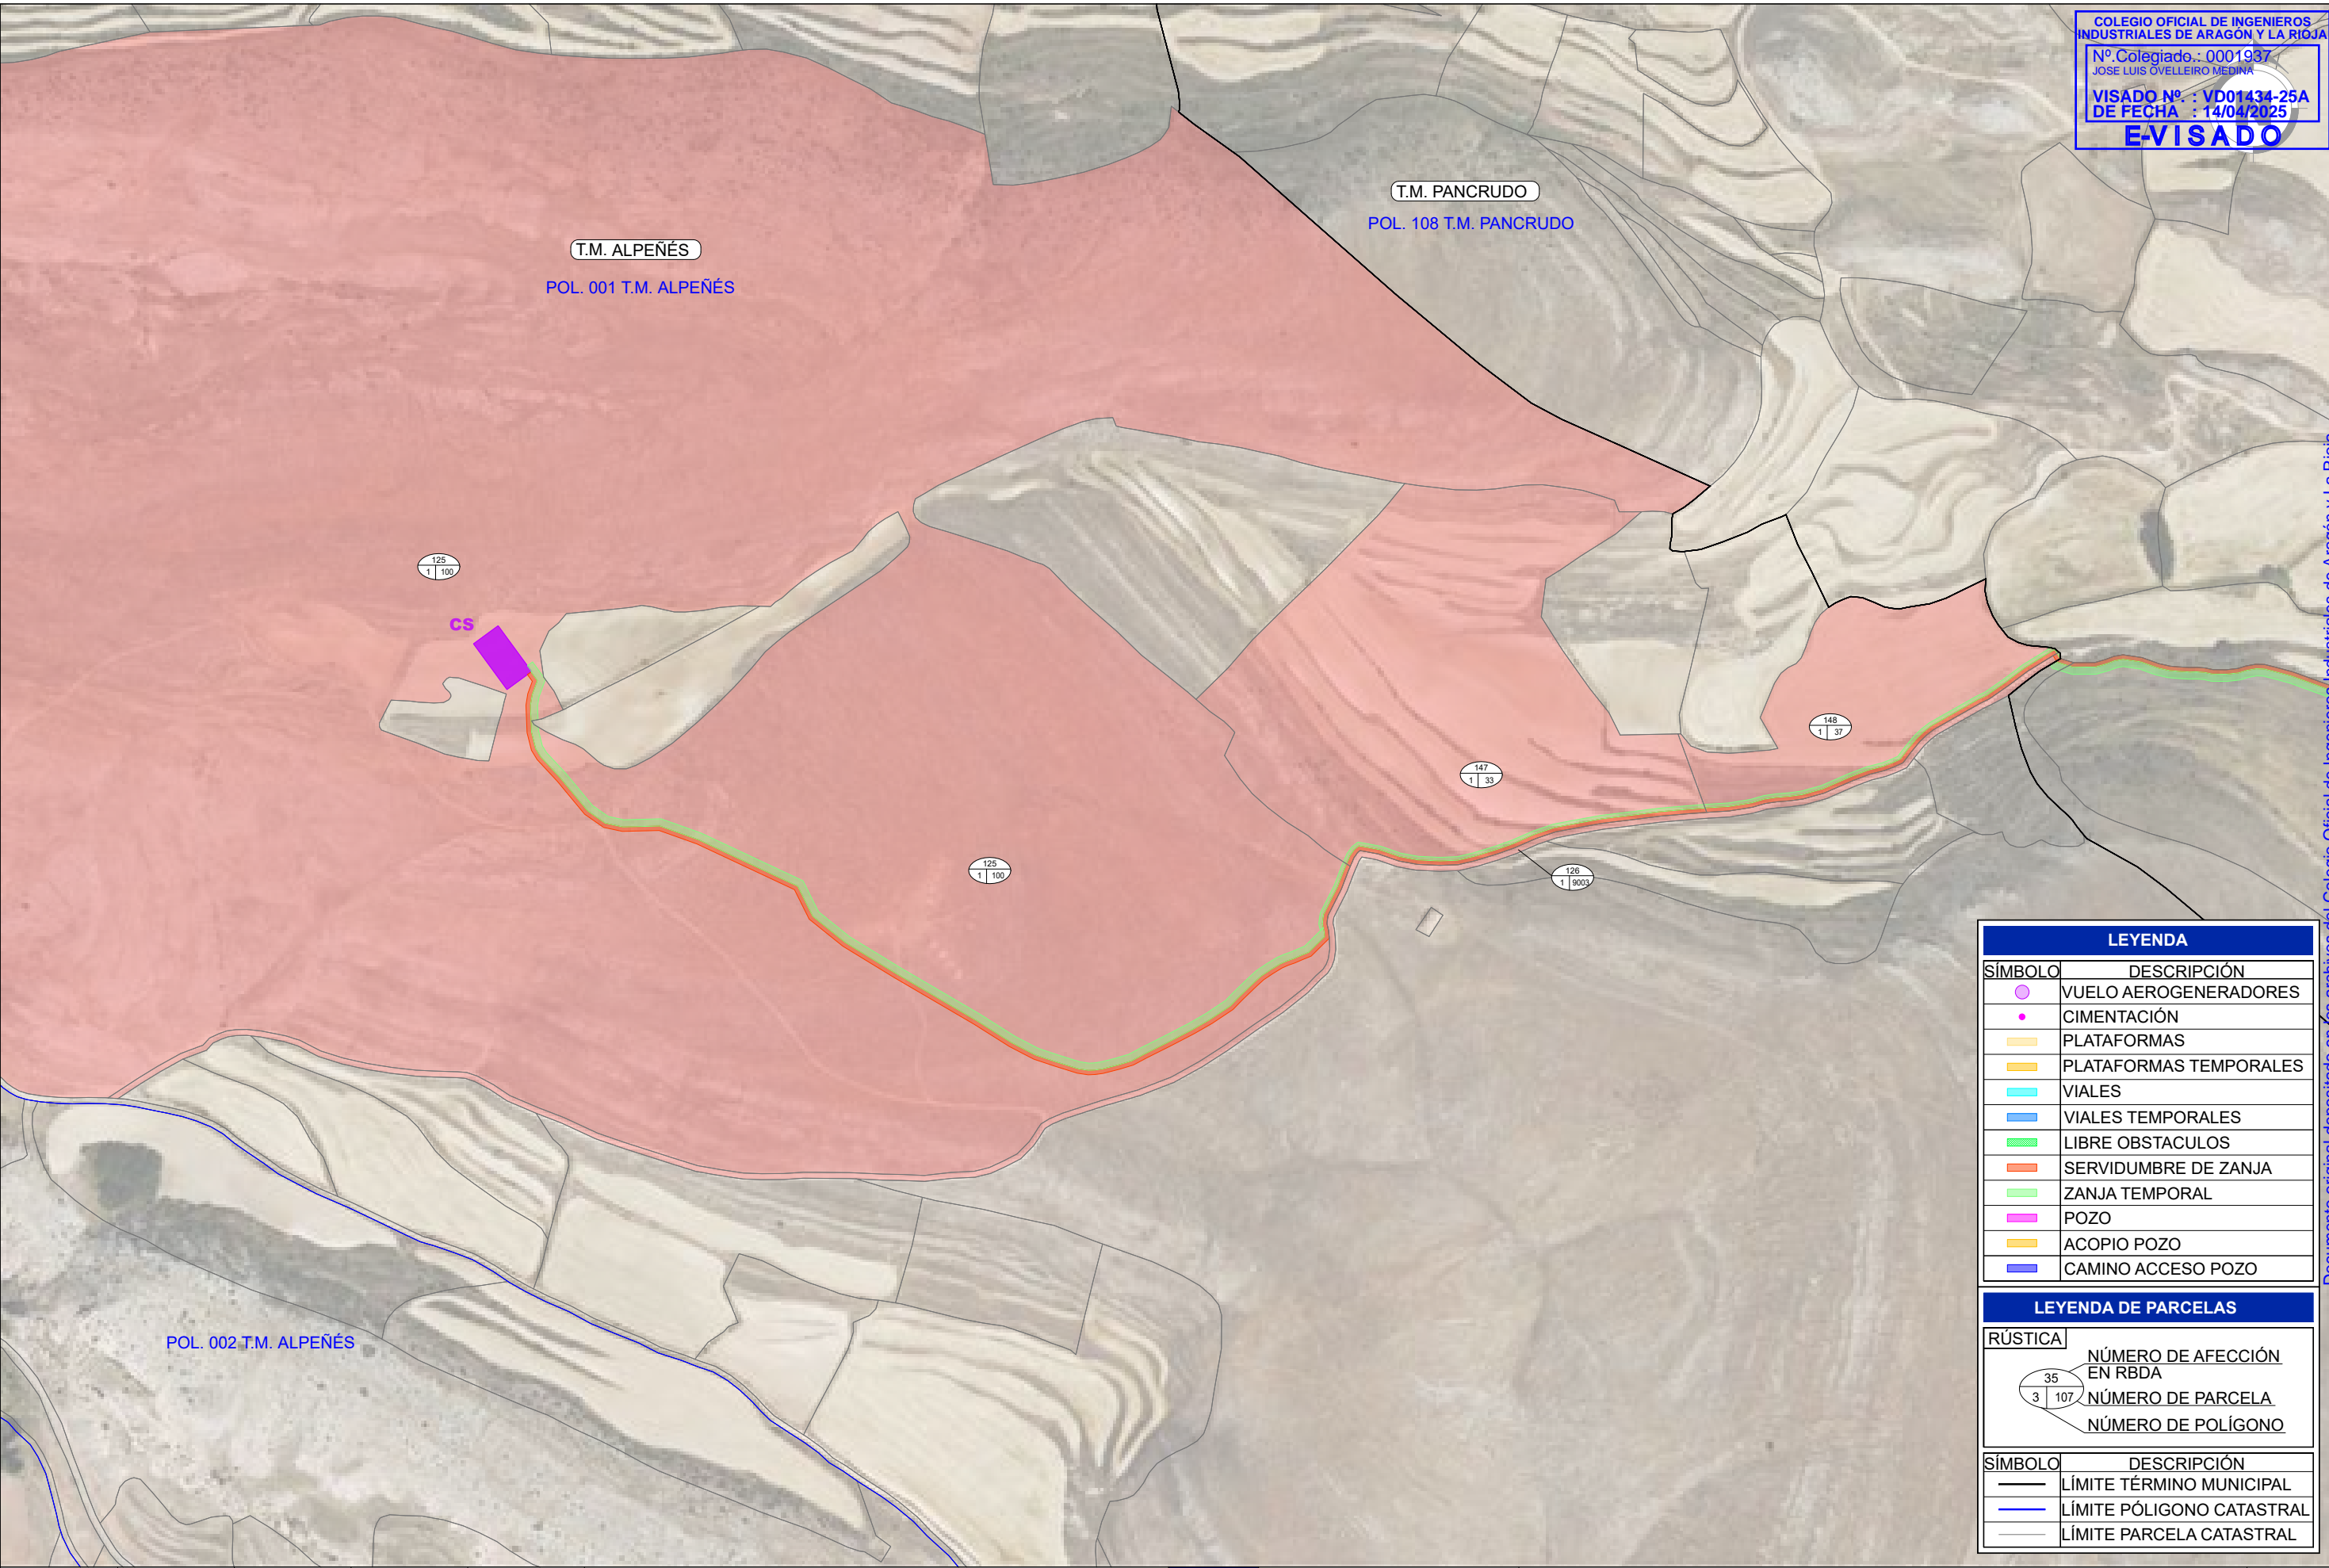 COLEGIO OFICIAL DE INGENIEROS
INDUSTRIALES DE ARAGÓN Y LA RIOJA
Nº.Colegiado.: 0001937
JOSE LUIS OVELLEIRO MEDINA
VISADO Nº. : VD01434-25A
DE FECHA : 14/04/2025
E-VISADO
T.M. PANCRUDO
POL. 108 T.M. PANCRUDO
T.M. ALPEÑÉS
POL. 001 T.M. ALPEÑÉS
125
1 100
CS
148
1 37
147
1 33
125
1 100
126
1 9003
POL. 002 T.M. ALPEÑÉS
LEYENDA
SÍMBOLO DESCRIPCIÓN
VUELO AEROGENERADORES
CIMENTACIÓN
PLATAFORMAS
PLATAFORMAS TEMPORALES
VIALES
VIALES TEMPORALES
LIBRE OBSTACULOS
SERVIDUMBRE DE ZANJA
ZANJA TEMPORAL
POZO
ACOPIO POZO
CAMINO ACCESO POZO
LEYENDA DE PARCELAS
RÚSTICA
NÚMERO DE AFECCIÓN
EN RBDA
35
3 107
NÚMERO DE PARCELA
NÚMERO DE POLÍGONO
SÍMBOLO DESCRIPCIÓN
LÍMITE TÉRMINO MUNICIPAL
LÍMITE PÓLIGONO CATASTRAL
LÍMITE PARCELA CATASTRAL